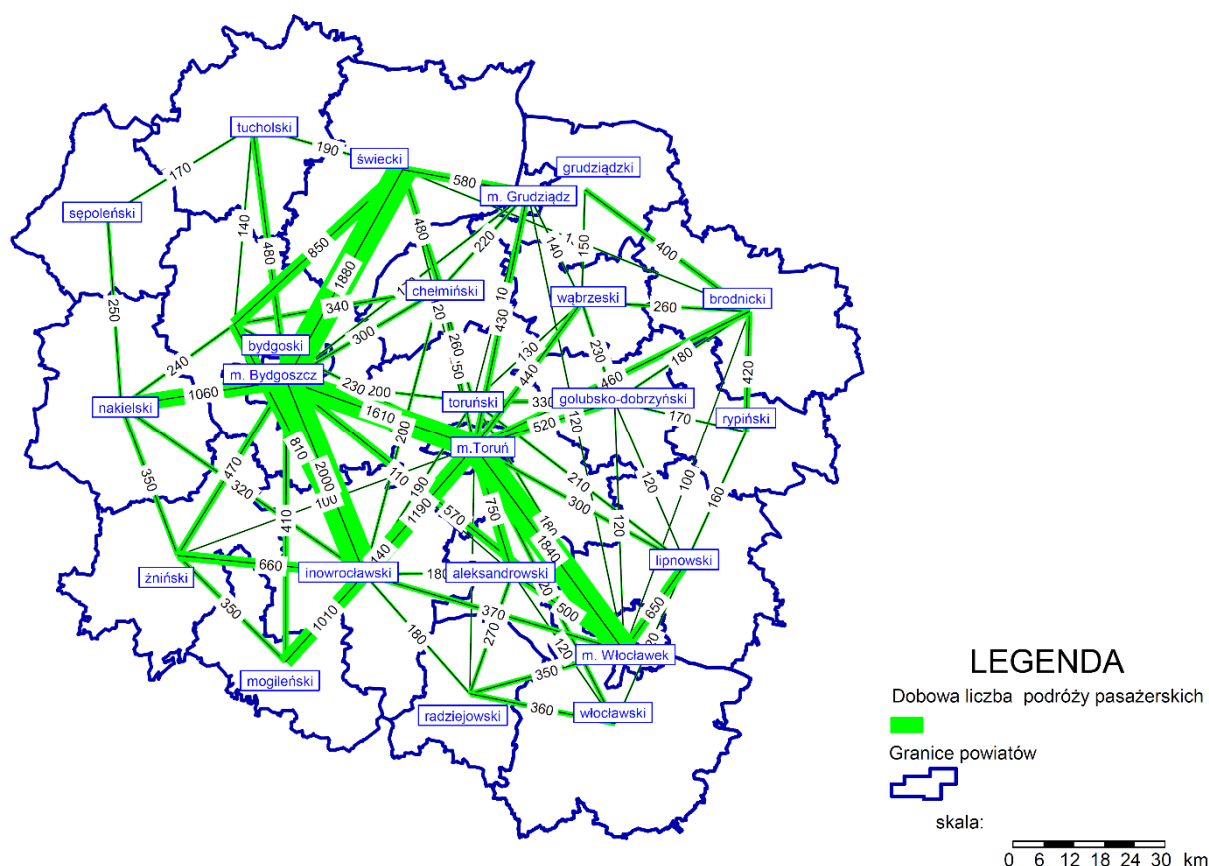 tucholski
190
świecki
grudziądzki
170
580
m. Grudziądz
sępoleński
140
850
480
220
140
150
400
480
1880
chełmiński
wąbrzeski
260
brodnicki
250
340
300
430
10
260
130
230
180
420
bygdoski
240
m. Bydgoszcz
230
200
440
460
1060
toruński
330
golubsko-dobrzyński
nakielski
1610
520
170
rypiński
m.Toruń
120
810
200
470
2000
190
210
100
350
320
100
1190
750
300
120
160
410
570
180
1840
120
140
żniński
660
inowrocławski
180
aleksandrowski
lipnowski
500
650
350
1010
370
180
270
120
m. Włocławek
mogileński
350
radziejowski
360
włocławski
LEGENDA
Dobowa liczba podróży pasażerskich
Granice powiatów
skala:
0 6 12 18 24 30 km